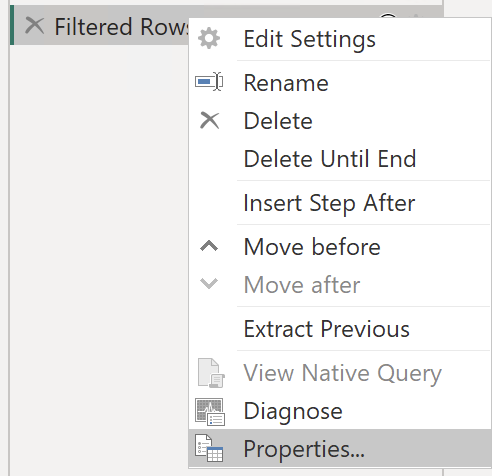 Filtered Rows
Edit Settings
Rename
Delete
Delete Until End
Insert Step After
Move before
Move after
Extract Previous
View Native Query
Diagnose
Properties...